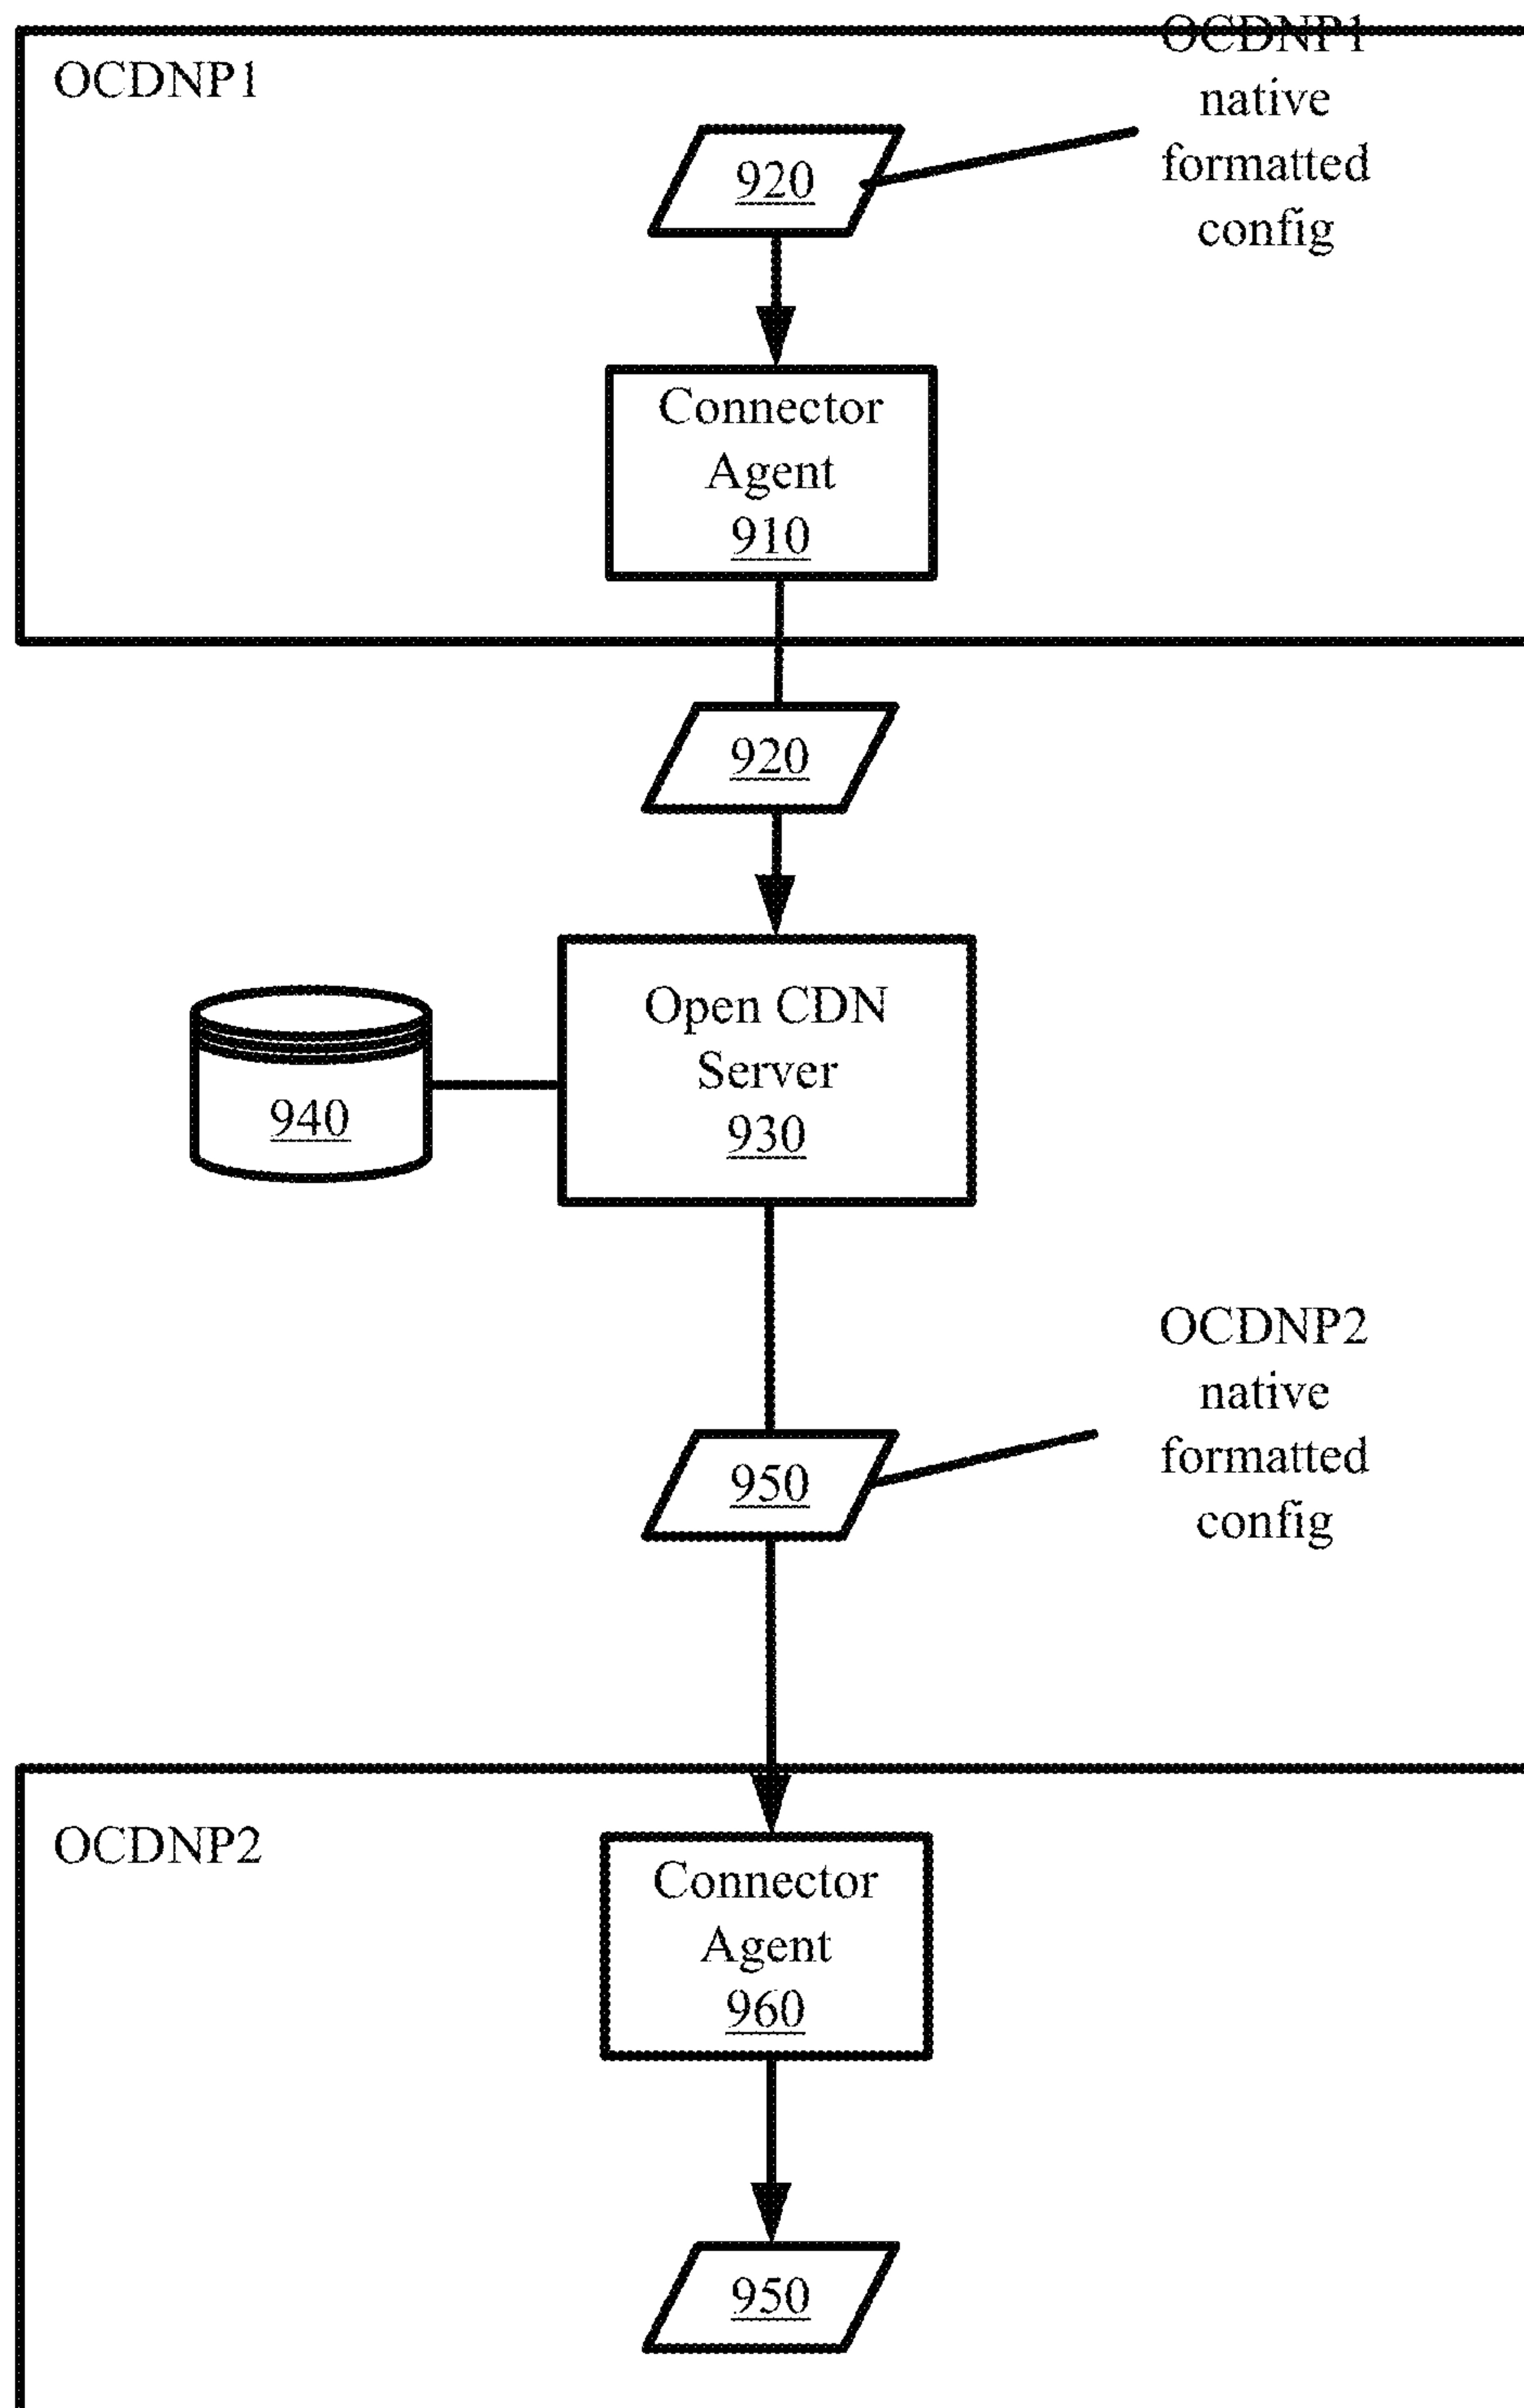 OCDNP1
OCDNP1
native
formatted
config
920
Connector
Agent
910
920
Open CDN
Server
930
940
OCDNP2
native
formatted
config
950
OCDNP2
Connector
Agent
960
950